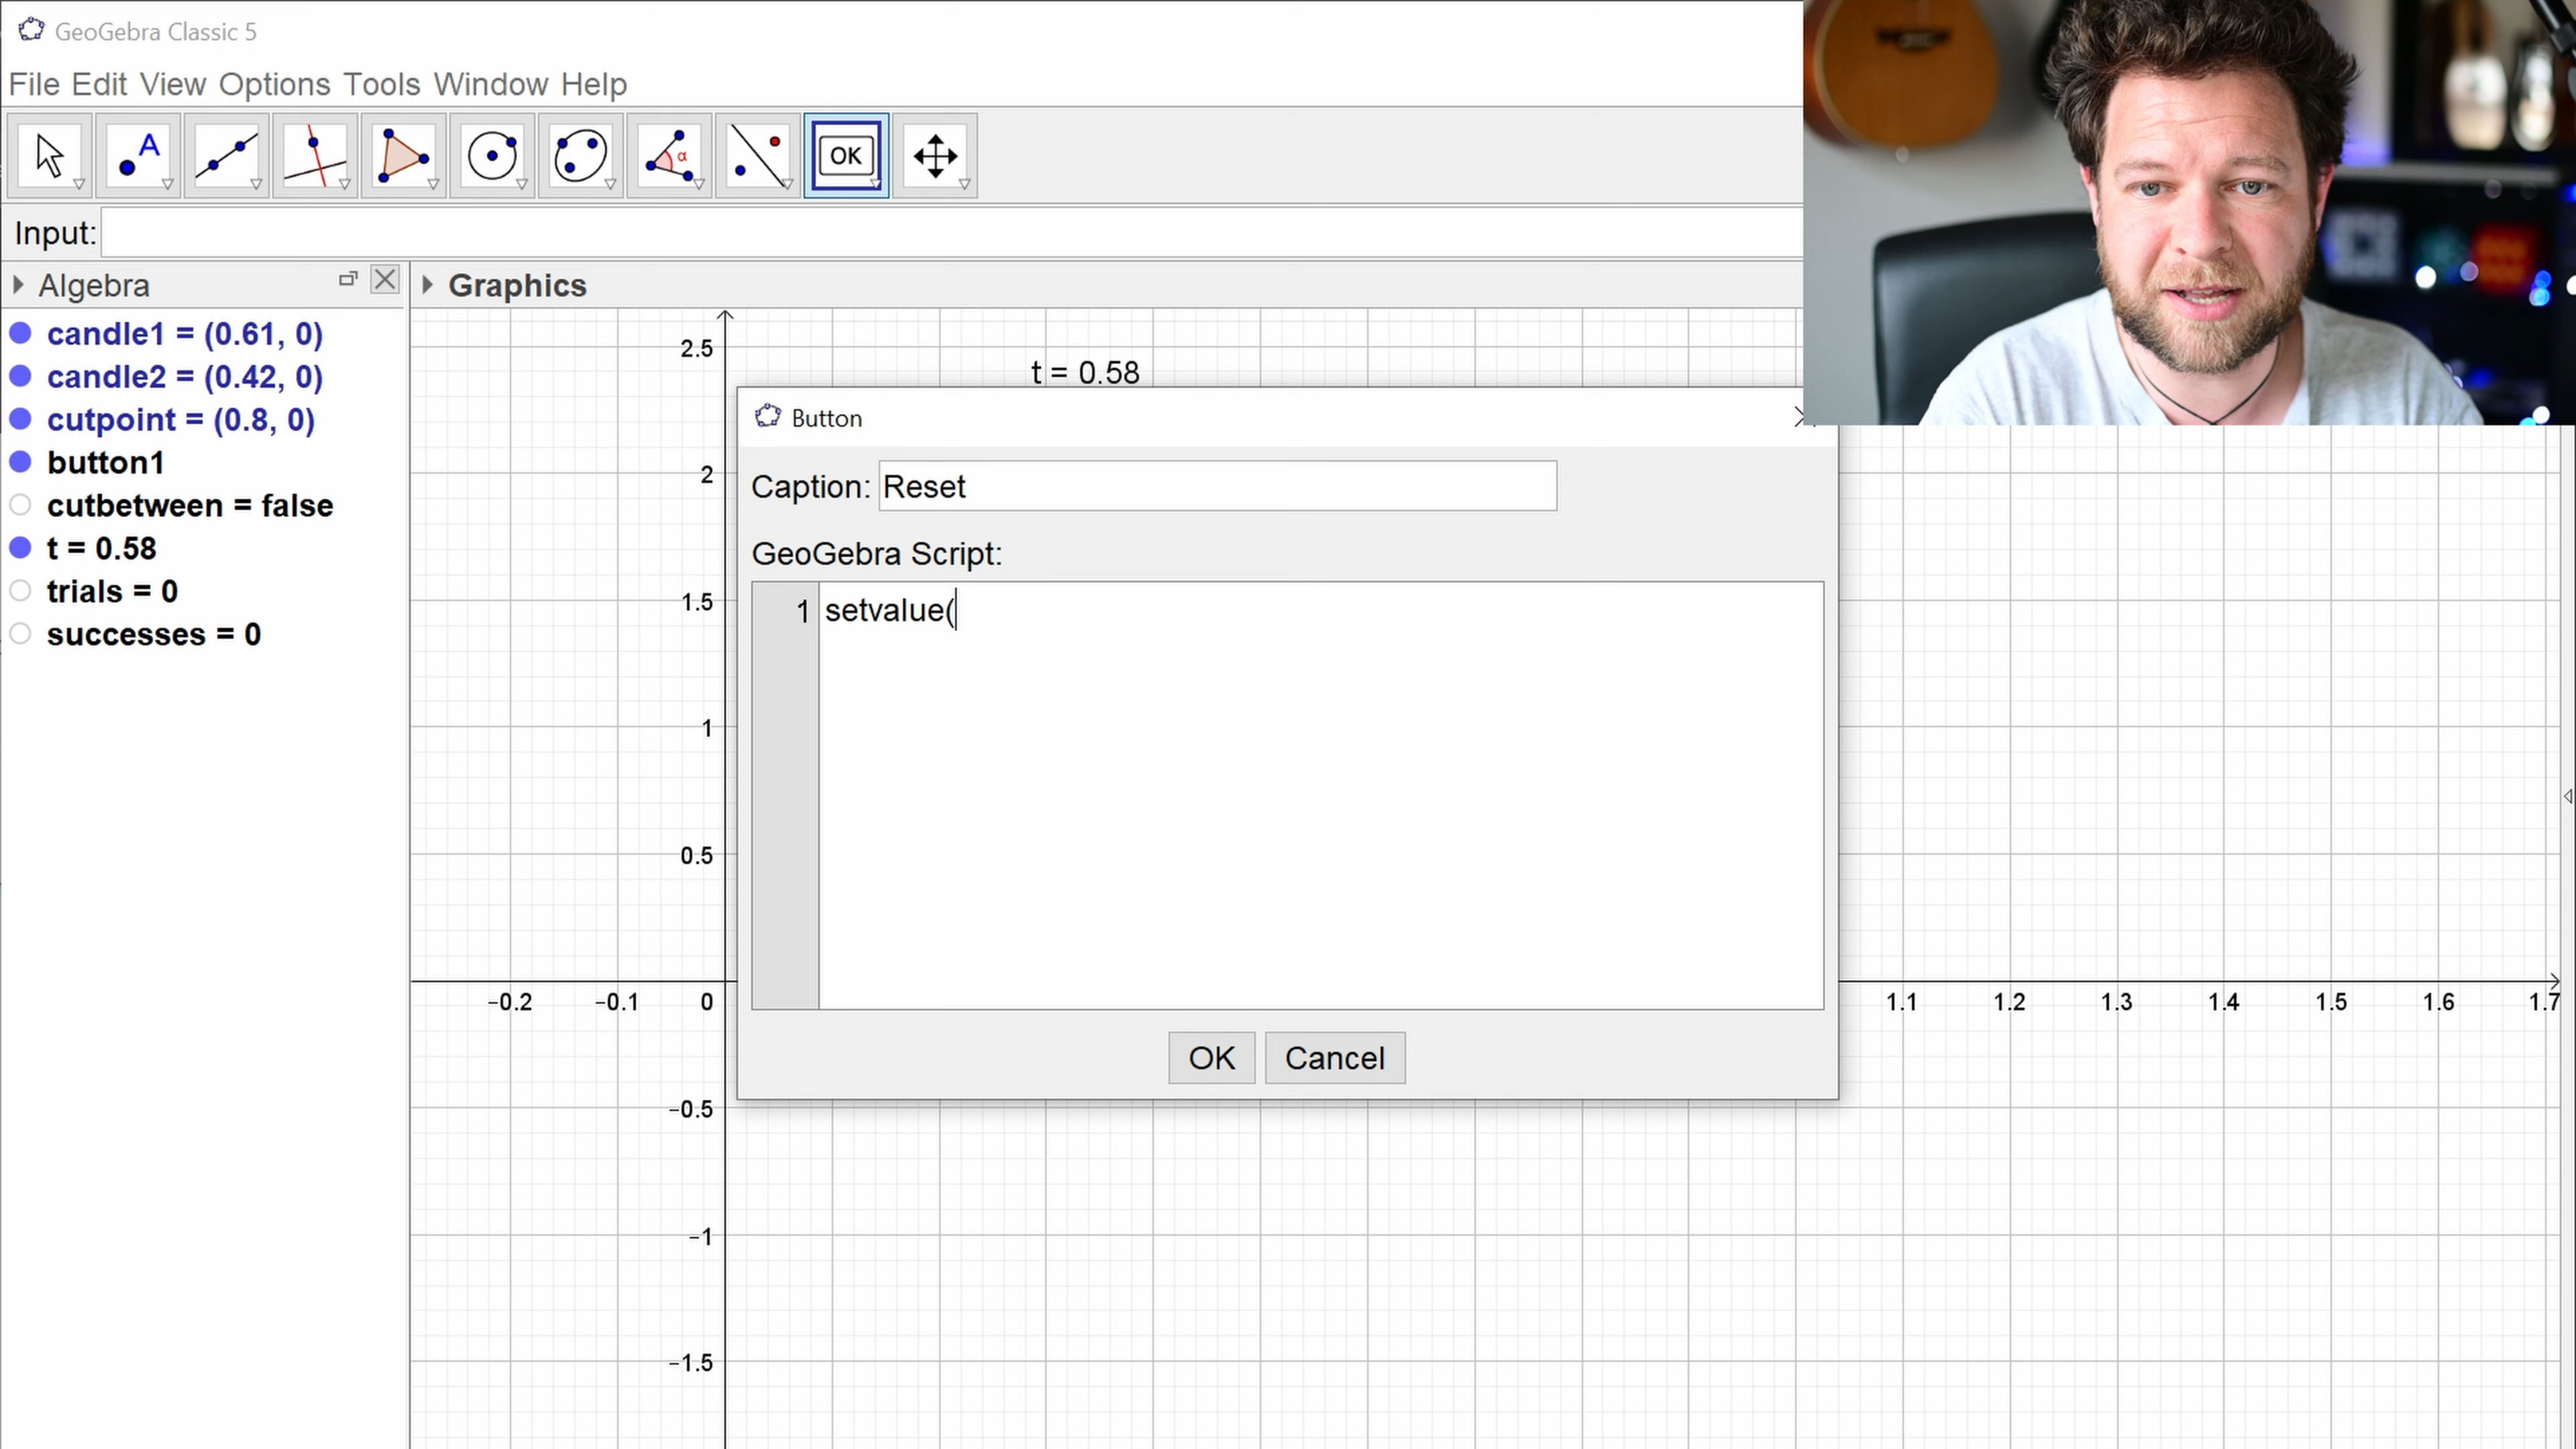 GeoGebra Classic 5
File Edit View Options Tools Window Help
A
α
OK
Input:
Algebra
Graphics
candle1 = (0.61, 0)
candle2 = (0.42, 0)
cutpoint = (0.8, 0)
button1
cutbetween = false
t = 0.58
trials = 0
successes = 0
t = 0.58
Button
Caption: Reset
GeoGebra Script:
1 setvalue(
OK Cancel
2.5
2
1.5
1
0.5
−0.2 −0.1 0 1.1 1.2 1.3 1.4 1.5 1.6 1.7
−0.5
−1
−1.5